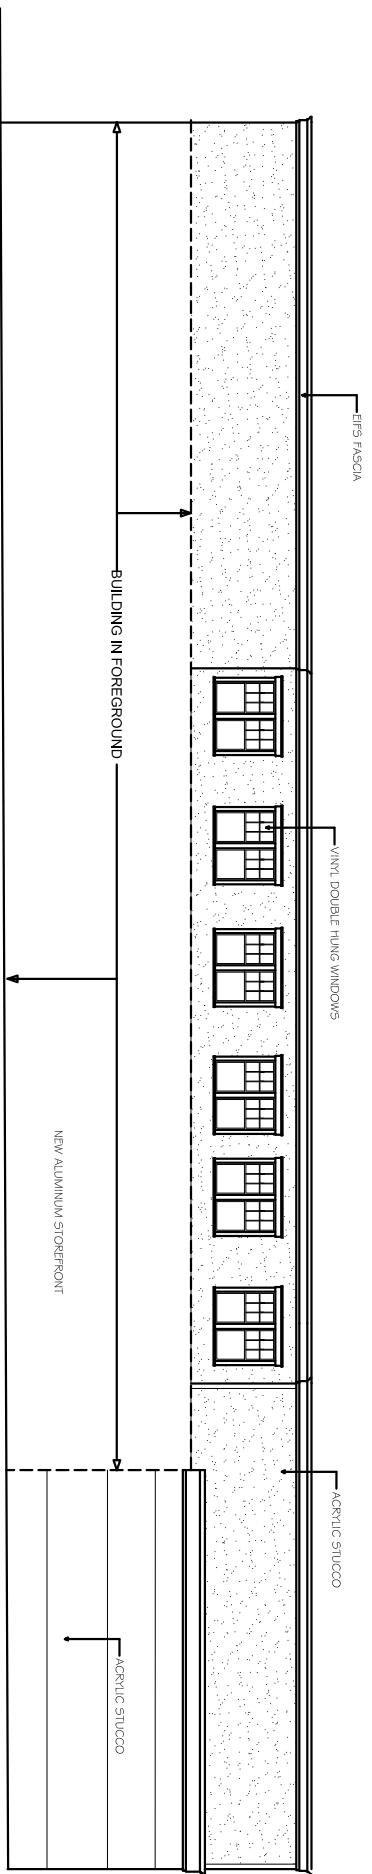 EIFS FASCIA
VINYL DOUBLE HUNG WINDOWS
ACRYLIC STUCCO
BUILDING IN FOREGROUND
ACRYLIC STUCCO
NEW ALUMINUM STOREFRONT